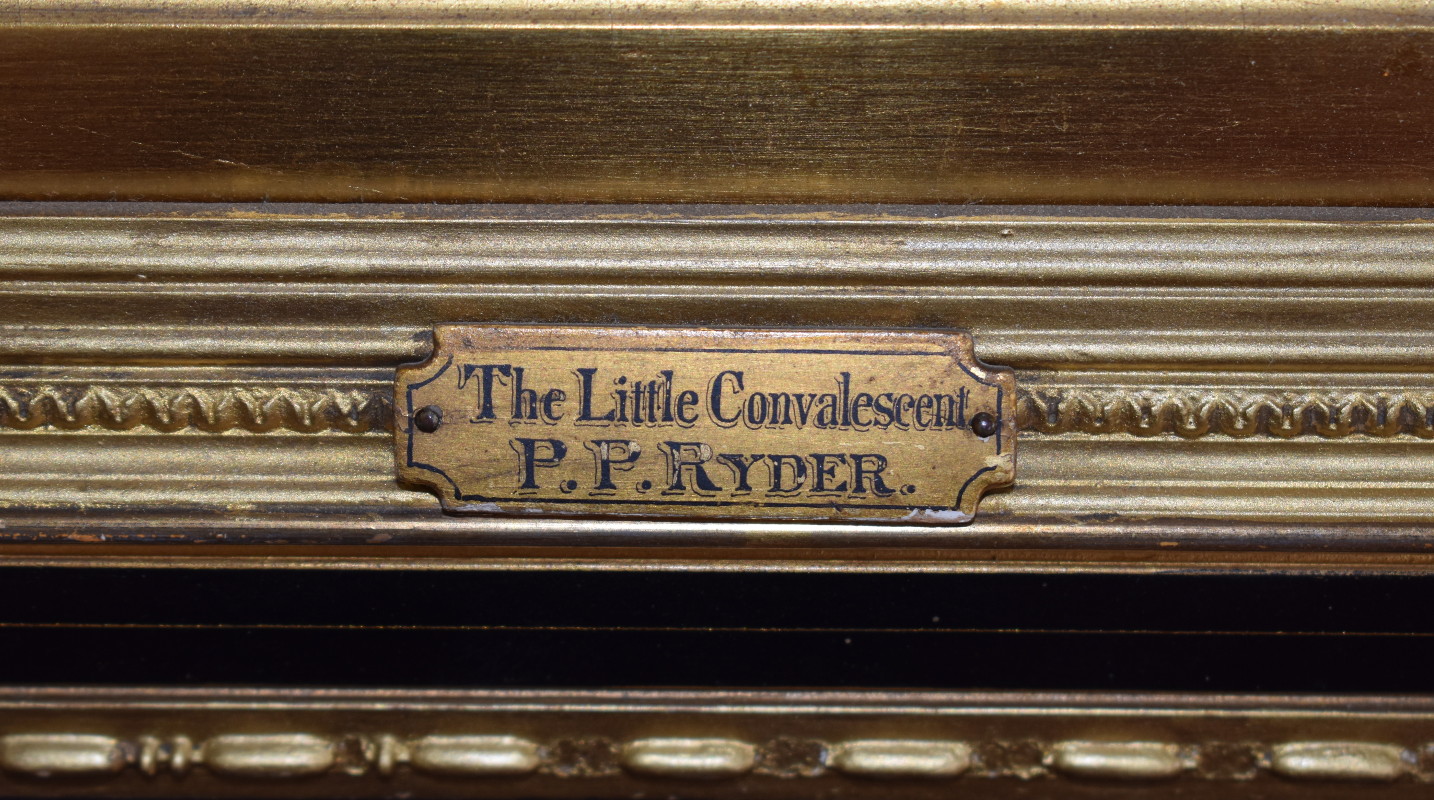 The Little Convalescent
P. P. RYDER.